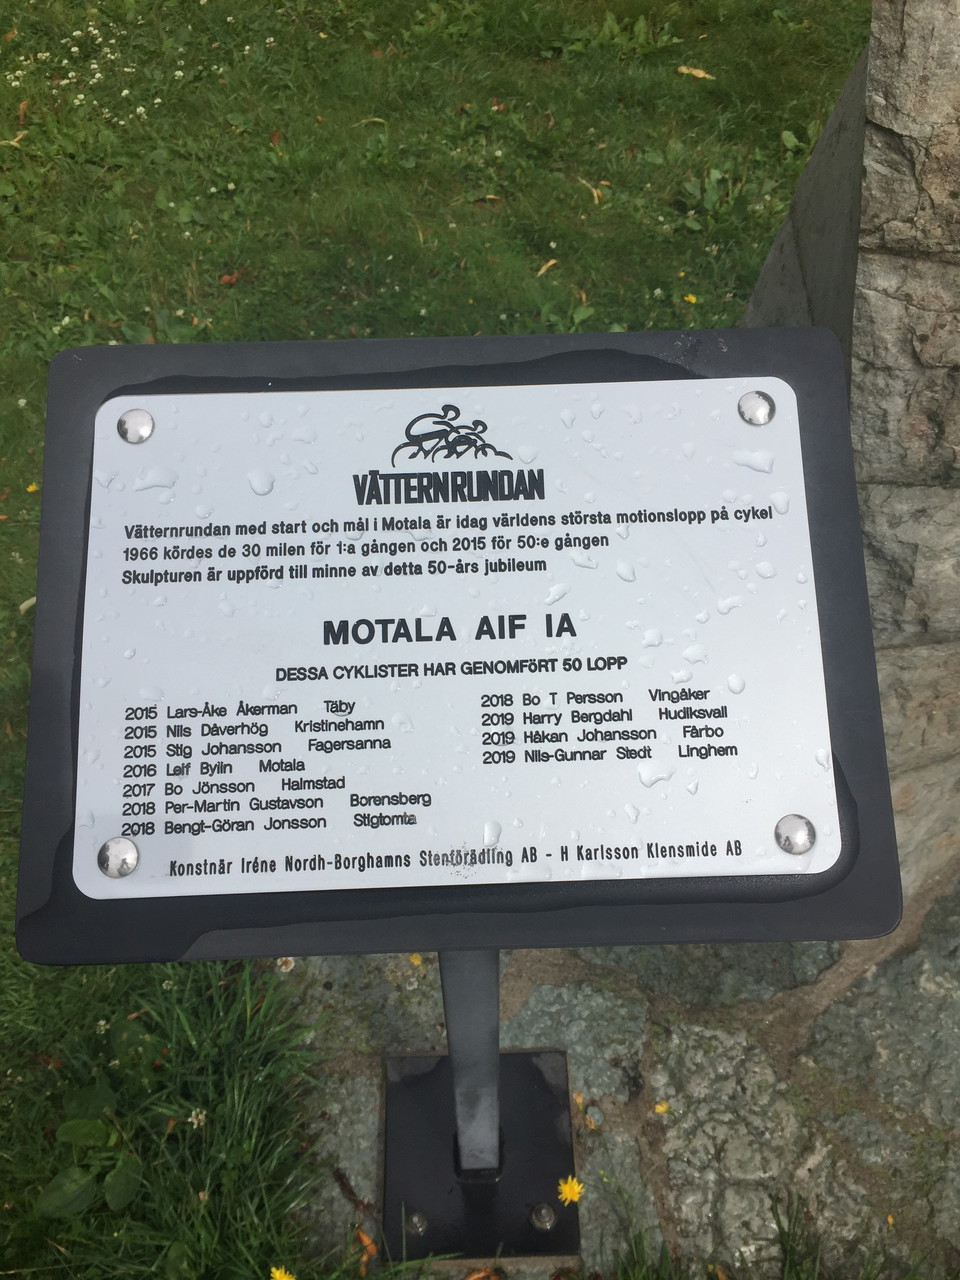 VÄTTERNRUNDAN
Vätternrundan med start och mål i Motala är idag världens största motionslopp på cykel
1966 kördes de 30 milen för 1:a gången och 2015 för 50:e gången
Skulpturen är uppförd till minne av detta 50-års jubileum
MOTALA AIF IA
DESSA CYKLISTER HAR GENOMFÖRT 50 LOPP
2015 Lars-Åke Åkerman Täby
2015 Nils Dåverhög Kristinehamn
2015 Stig Johansson Fagersanna
2016 Leif Bylin Motala
2017 Bo Jönsson Halmstad
2018 Per-Martin Gustavson Borensberg
2018 Bengt-Göran Jonsson Stigtomta
2018 Bo T Persson Vingåker
2019 Harry Bergdahl Hudiksvall
2019 Håkan Johansson Fårbo
2019 Nils-Gunnar Stedt Linghem
Konstnär Iréne Nordh-Borghamns Stenförädling AB - H Karlsson Klensmide AB